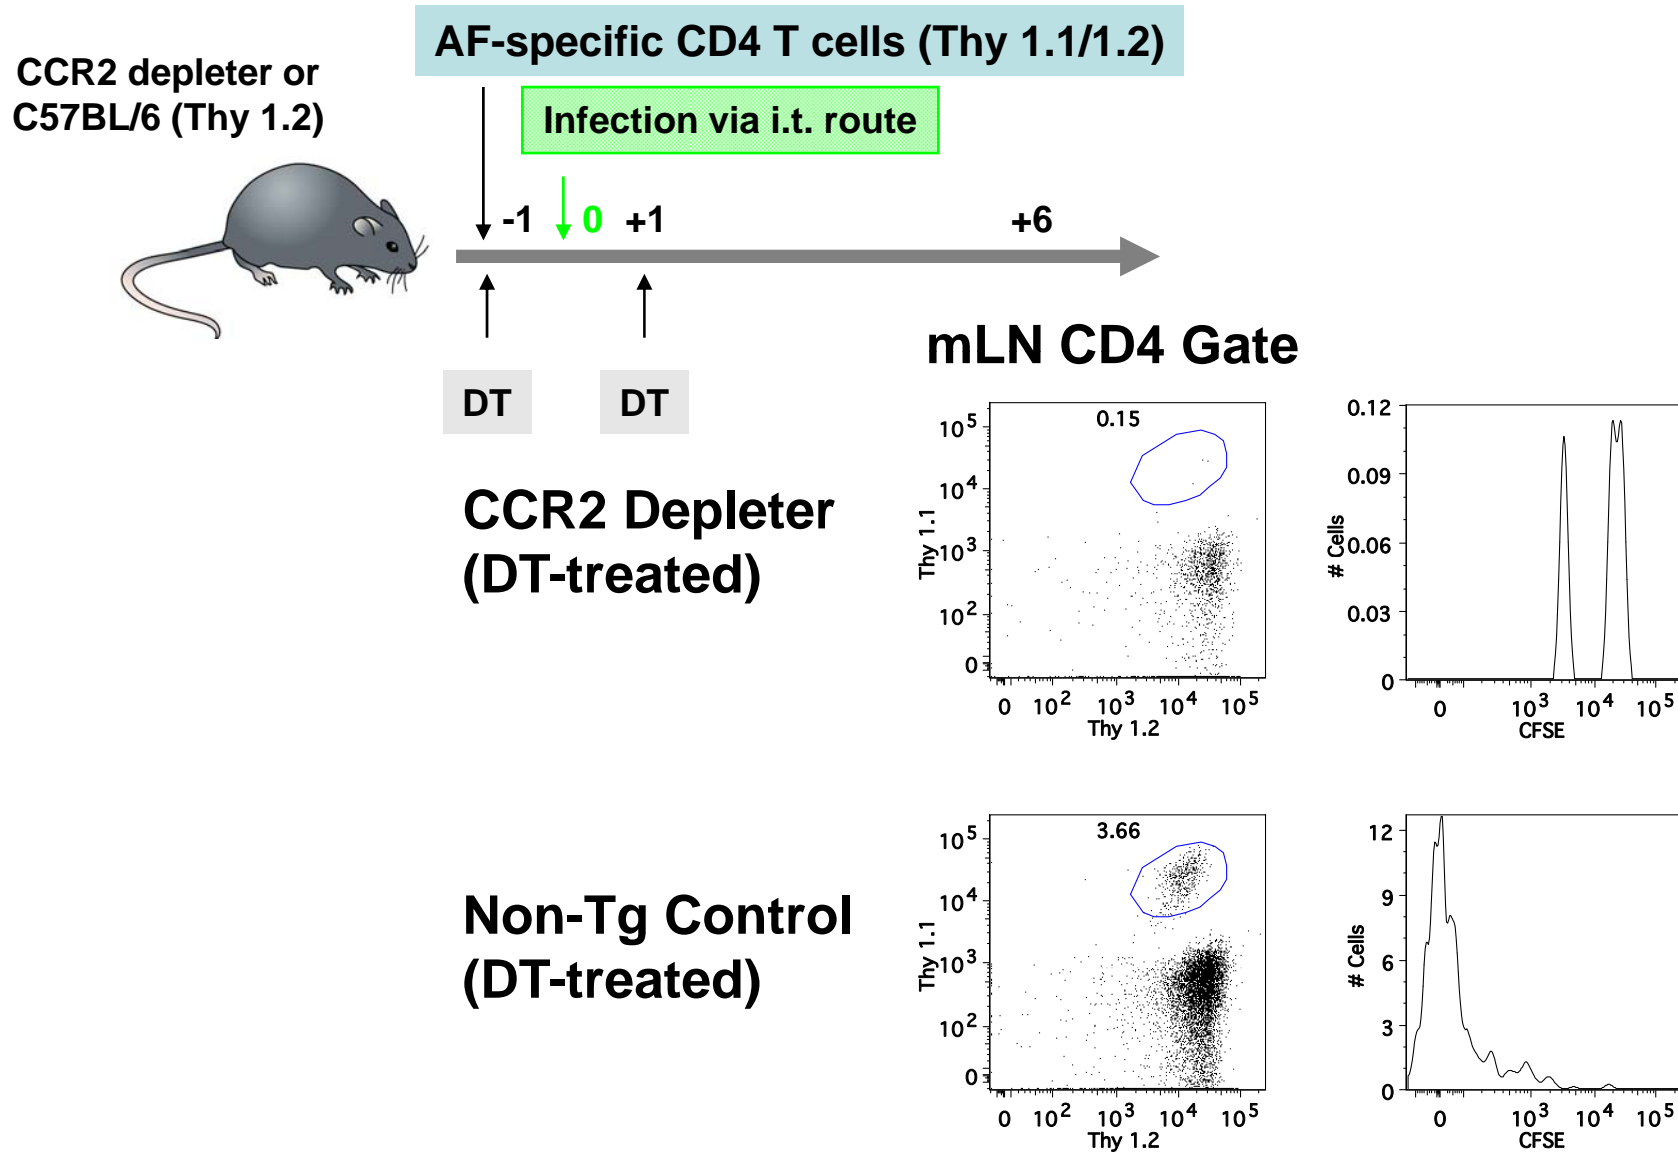 AF-specific CD4 T cells (Thy 1.1/1.2)
CCR2 depleter or
C57BL/6 (Thy 1.2)
Infection via i.t. route
-1 0 +1 +6
DT DT
mLN CD4 Gate
CCR2 Depleter
(DT-treated)
0.15
10^5
10^4
10^3
10^2
0
Thy 1.1
0 10^2 10^3 10^4 10^5
Thy 1.2
0.12
0.09
0.06
0.03
0
# Cells
0 10^3 10^4 10^5
CFSE
Non-Tg Control
(DT-treated)
3.66
10^5
10^4
10^3
10^2
0
Thy 1.1
0 10^2 10^3 10^4 10^5
Thy 1.2
12
9
6
3
0
# Cells
0 10^3 10^4 10^5
CFSE